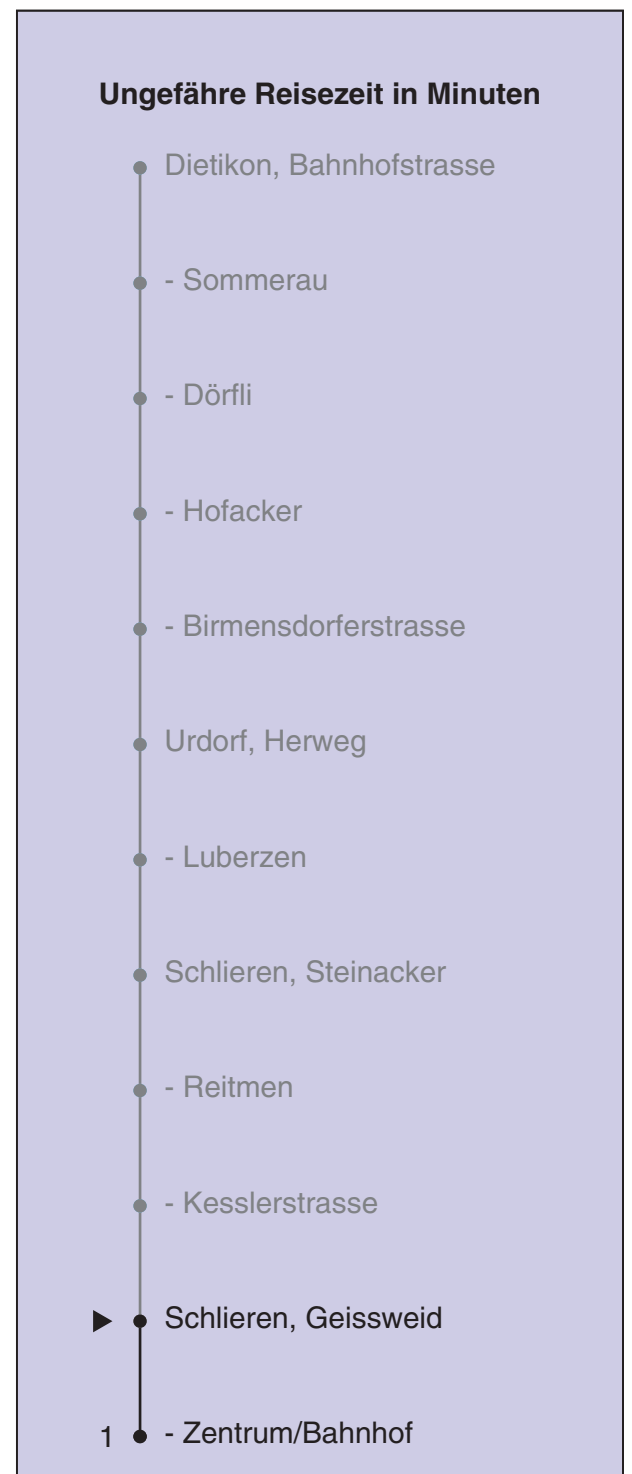 Ungefähre Reisezeit in Minuten
Dietikon, Bahnhofstrasse
- Sommerau
- Dörfli
- Hofacker
- Birmensdorferstrasse
Urdorf, Herweg
- Luberzen
Schlieren, Steinacker
- Reitmen
- Kesslerstrasse
Schlieren, Geissweid
1 - Zentrum/Bahnhof